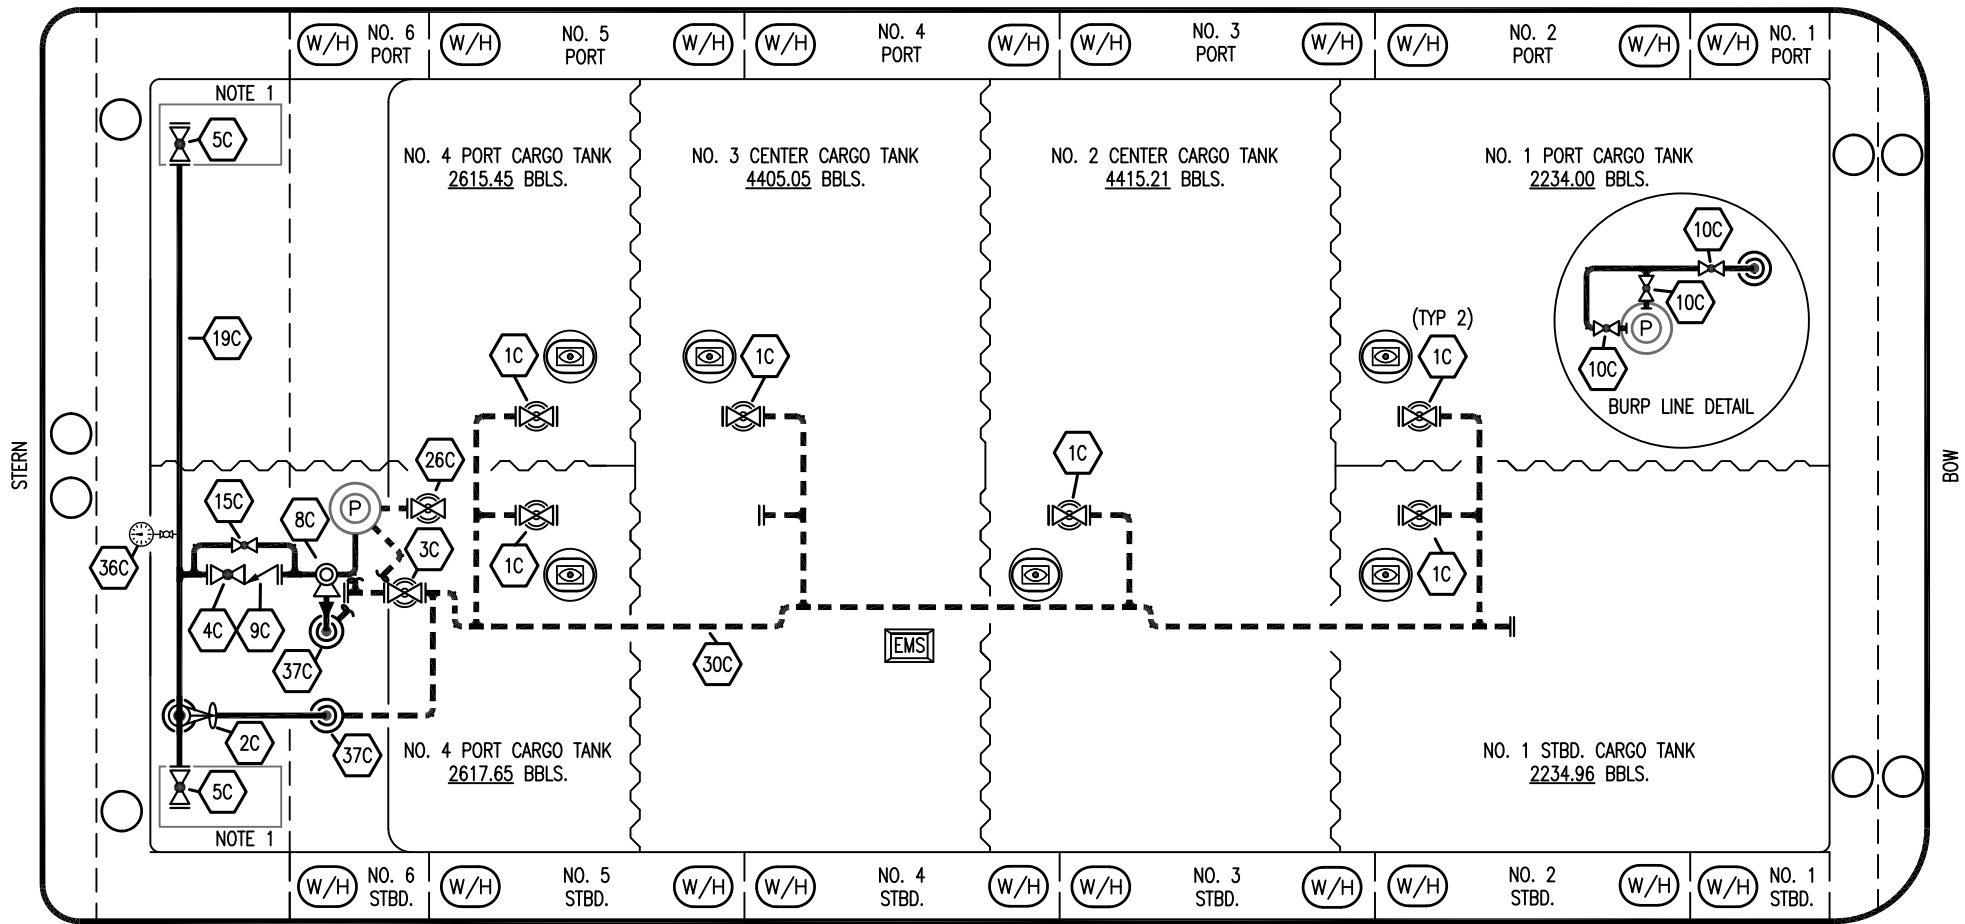 W/H
NO. 6
PORT
W/H
NO. 5
PORT
W/H
W/H
NO. 4
PORT
W/H
W/H
NO. 3
PORT
W/H
W/H
NO. 2
PORT
W/H
W/H
NO. 1
PORT
NOTE 1
5C
NO. 4 PORT CARGO TANK
2615.45 BBLS.
NO. 3 CENTER CARGO TANK
4405.05 BBLS.
NO. 2 CENTER CARGO TANK
4415.21 BBLS.
NO. 1 PORT CARGO TANK
2234.00 BBLS.
10C
10C
P
10C
BURP LINE DETAIL
19C
1C
1C
(TYP 2)
1C
STERN
BOW
26C
1C
15C
8C
P
3C
1C
1C
36C
4C
9C
37C
30C
EMS
2C
37C
NO. 4 PORT CARGO TANK
2617.65 BBLS.
NO. 1 STBD. CARGO TANK
2234.96 BBLS.
5C
NOTE 1
W/H
NO. 6
STBD.
W/H
NO. 5
STBD.
W/H
W/H
NO. 4
STBD.
W/H
W/H
NO. 3
STBD.
W/H
W/H
NO. 2
STBD.
W/H
W/H
NO. 1
STBD.